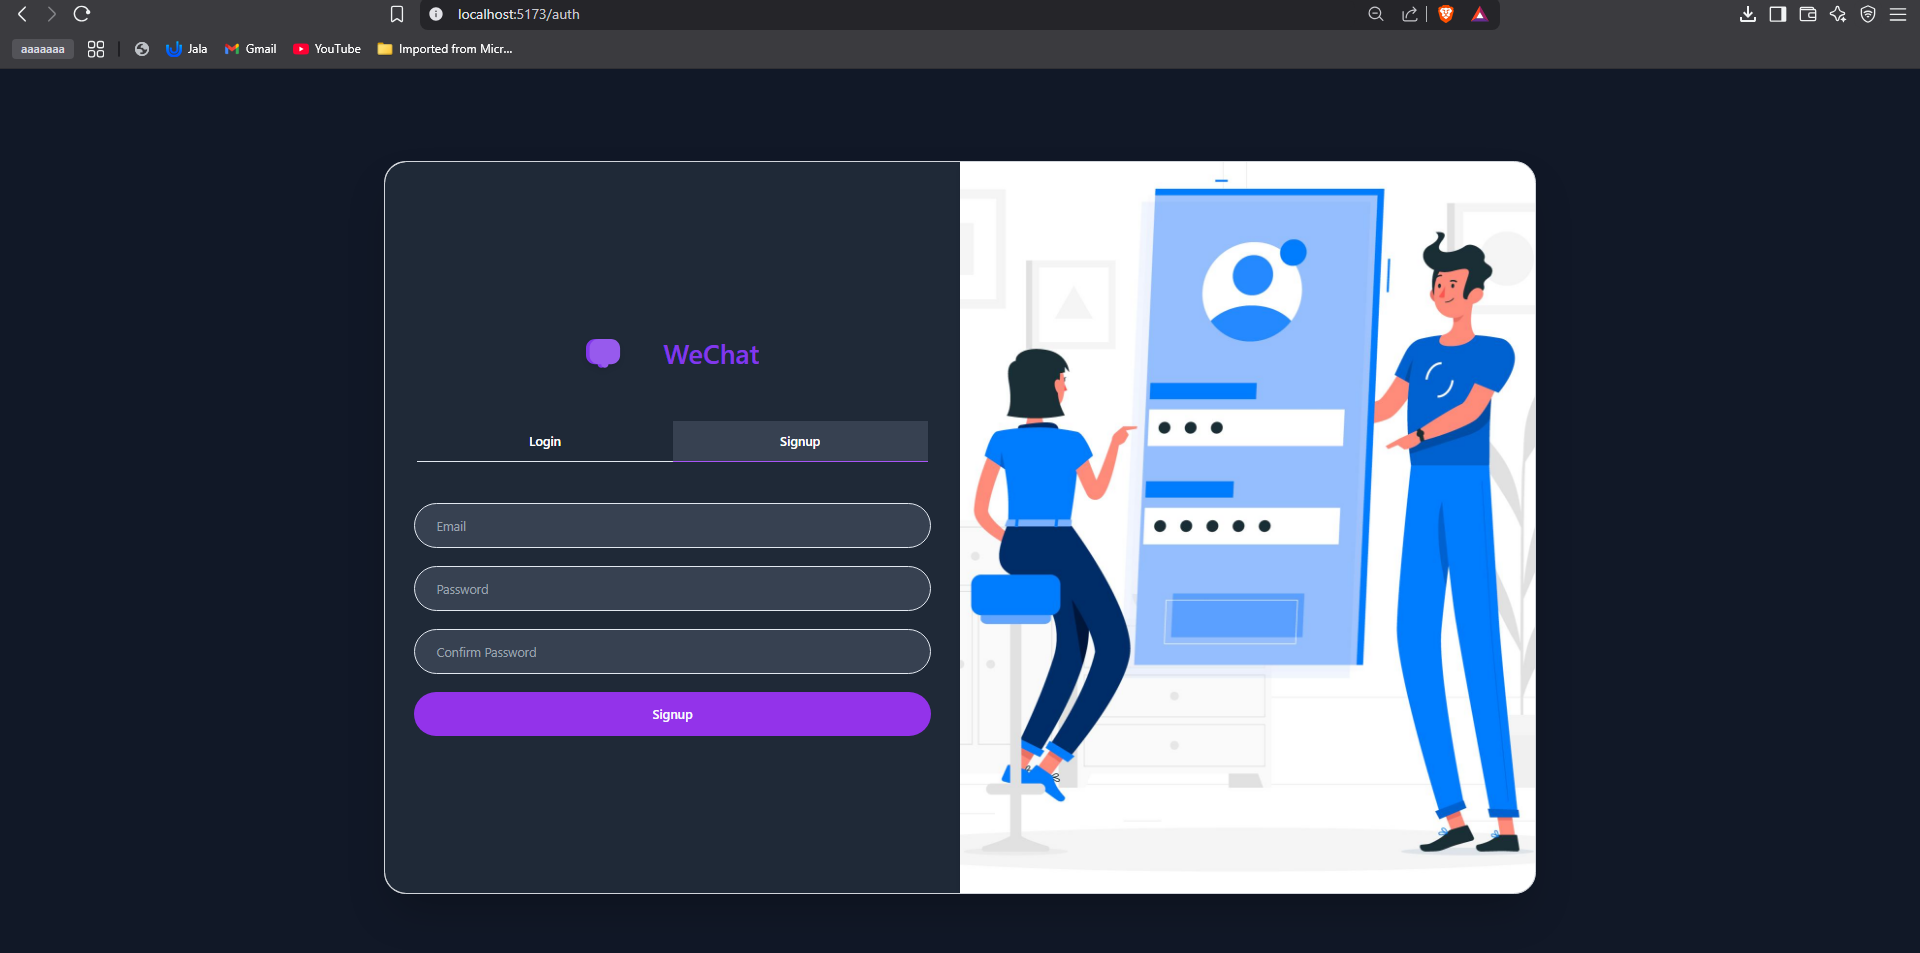 localhost:5173/auth
aaaaaaa
Jala
Gmail
YouTube
Imported from Micr...
WeChat
Login
Signup
Email
Password
Confirm Password
Signup